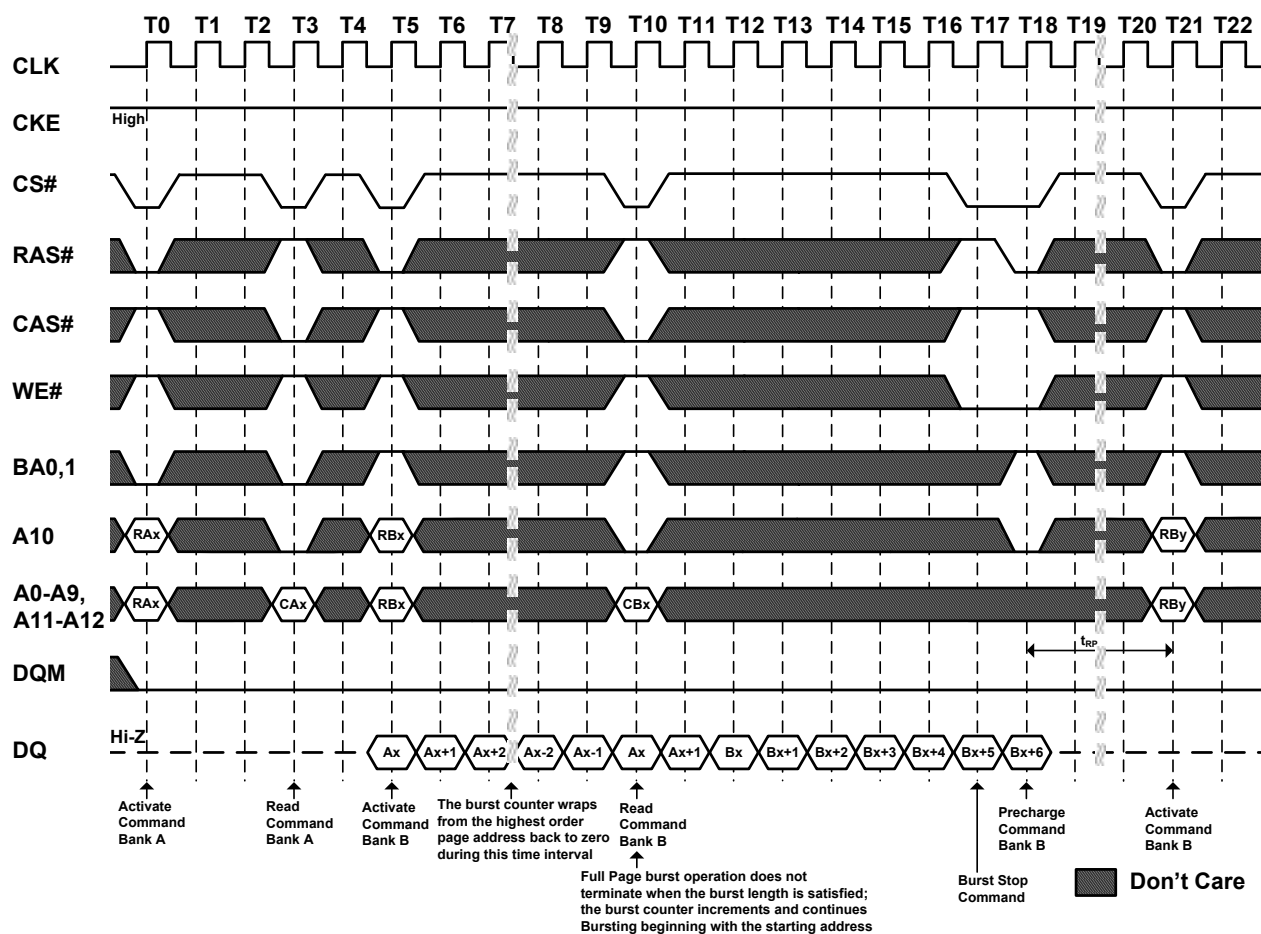 T0 T1 T2 T3 T4 T5 T6 T7 T8 T9 T10 T11 T12 T13 T14 T15 T16 T17 T18 T19 T20 T21 T22
CLK
CKE
High
CS#
RAS#
CAS#
WE#
BA0,1
A10
RAx RBx RBy
A0-A9,
A11-A12
RAx CAx RBx CBx RBy
tRP
DQM
DQ
Hi-Z
Ax Ax+1 Ax+2 Ax-2 Ax-1 Ax Ax+1 Bx Bx+1 Bx+2 Bx+3 Bx+4 Bx+5 Bx+6
Activate
Command
Bank A
Read
Command
Bank A
Activate
Command
Bank B
The burst counter wraps
from the highest order
page address back to zero
during this time interval
Read
Command
Bank B
Full Page burst operation does not
terminate when the burst length is satisfied;
the burst counter increments and continues
Bursting beginning with the starting address
Burst Stop
Command
Precharge
Command
Bank B
Activate
Command
Bank B
Don't Care